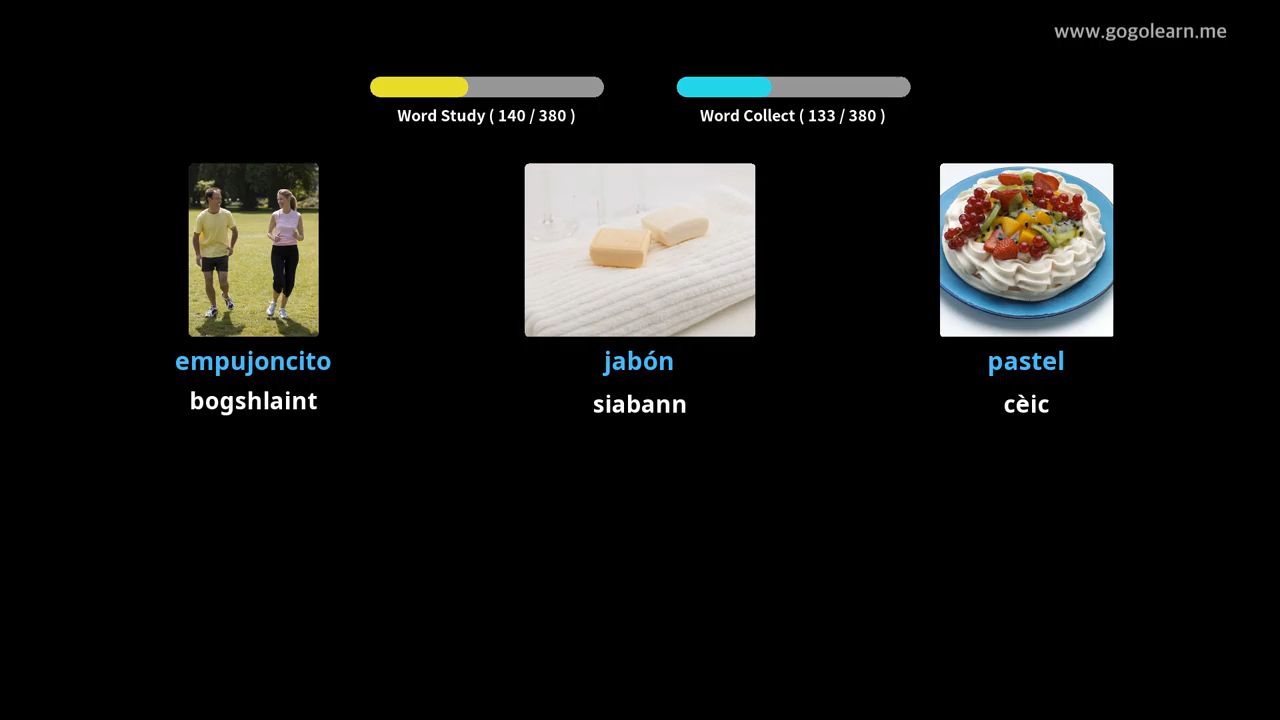 www.gogolearn.me
Word Study ( 140 / 380 )
Word Collect ( 133 / 380 )
empujoncito
jabón
pastel
bogshlaint
siabann
cèic